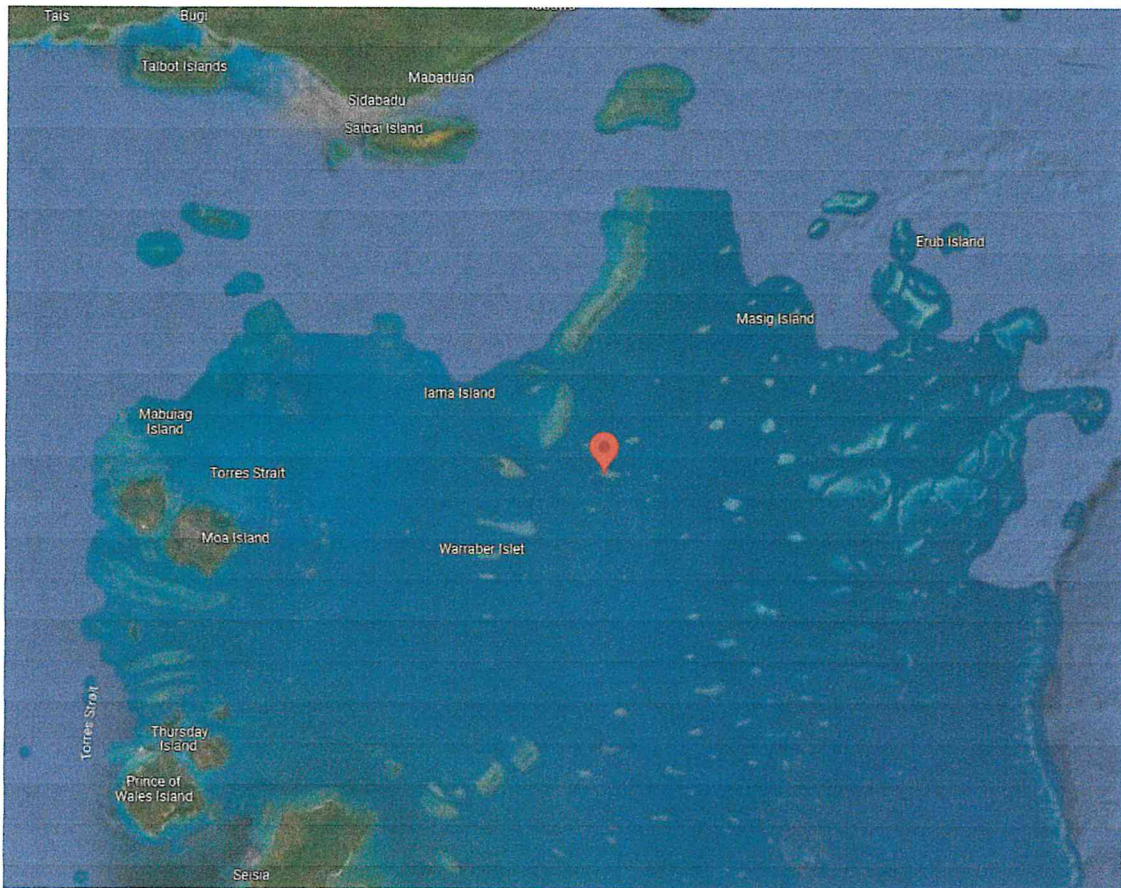 Tais
Bugi
Talbot Islands
Mabaduan
Sidabadu
Saibai Island
Erub Island
Masig Island
Iama Island
Mabuiag
Island
Torres Strait
Moa Island
Warraber Islet
Torres Strait
Thursday
Island
Prince of
Wales Island
Seisia